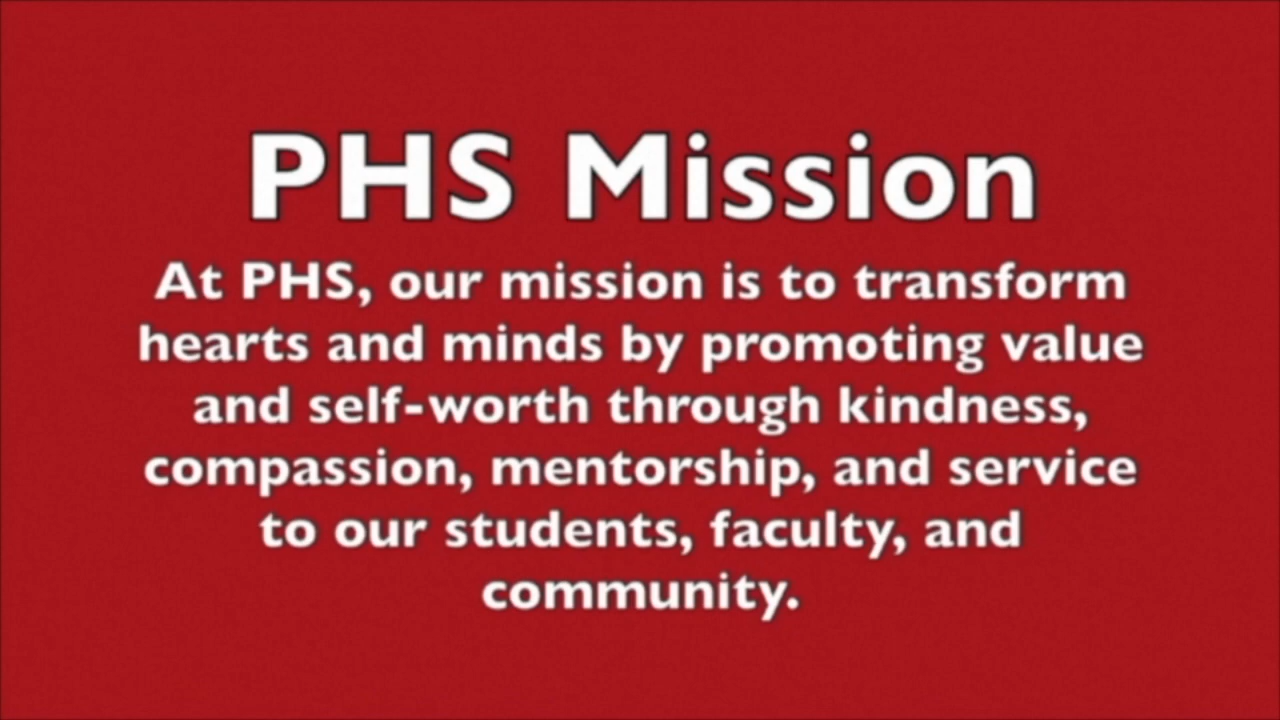 PHS Mission
At PHS, our mission is to transform
hearts and minds by promoting value
and self-worth through kindness,
compassion, mentorship, and service
to our students, faculty, and
community.